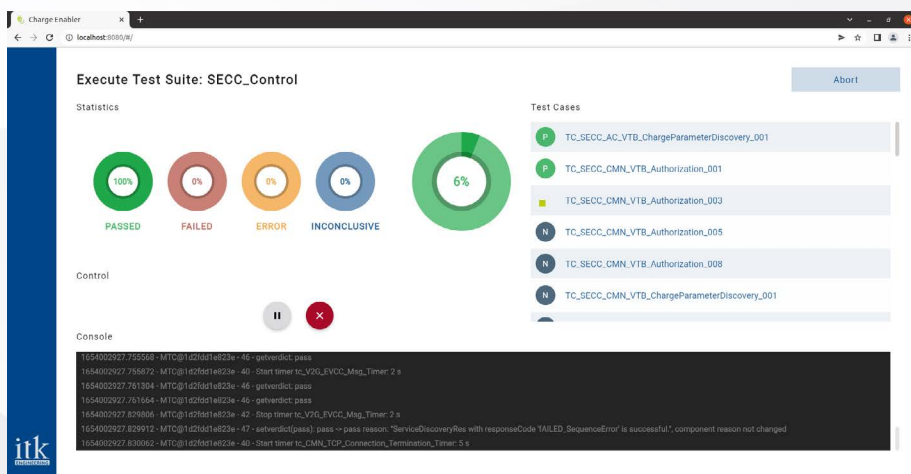 Charge Enabler
localhost:8080/#/
Execute Test Suite: SECC_Control
Abort
Statistics
Test Cases
100%
0%
0%
0%
6%
PASSED
FAILED
ERROR
INCONCLUSIVE
P TC_SECC_AC_VTB_ChargeParameterDiscovery_001
P TC_SECC_CMN_VTB_Authorization_001
TC_SECC_CMN_VTB_Authorization_003
N TC_SECC_CMN_VTB_Authorization_005
N TC_SECC_CMN_VTB_Authorization_008
N TC_SECC_CMN_VTB_ChargeParameterDiscovery_001
Control
Console
1654002927.755568 - MTC@1d2fdd1e823e - 46 - getverdict: pass
1654002927.755872 - MTC@1d2fdd1e823e - 40 - Start timer tc_V2G_EVCC_Msg_Timer: 2 s
1654002927.761304 - MTC@1d2fdd1e823e - 46 - getverdict: pass
1654002927.761664 - MTC@1d2fdd1e823e - 46 - getverdict: pass
1654002927.829806 - MTC@1d2fdd1e823e - 42 - Stop timer tc_V2G_EVCC_Msg_Timer: 2 s
1654002927.829912 - MTC@1d2fdd1e823e - 47 - setverdict(pass): pass -> pass reason: "ServiceDiscoveryRes with responseCode 'FAILED_SequenceError' is successful.", component reason not changed
1654002927.830062 - MTC@1d2fdd1e823e - 40 - Start timer tc_CMN_TCP_Connection_Termination_Timer: 5 s
itk
ENGINEERING